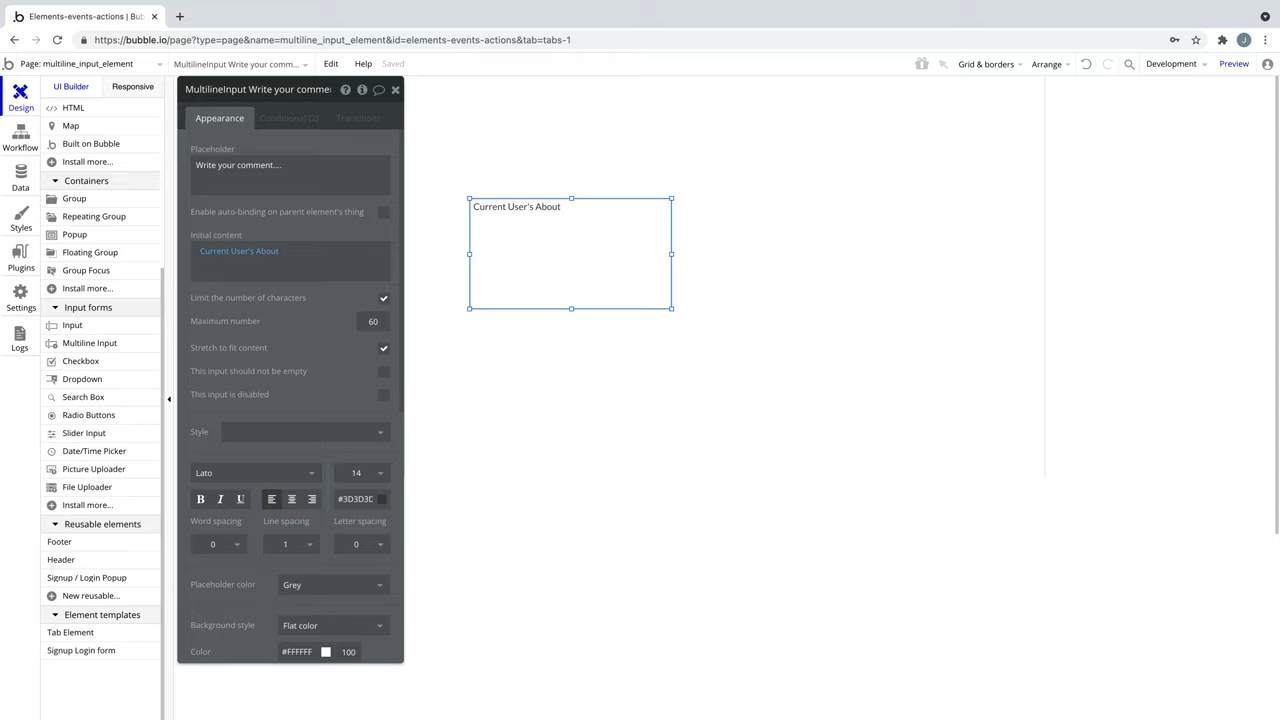 Elements-events-actions | Bub
https://bubble.io/page?type=page&name=multiline_input_element&id=elements-events-actions&tab=tabs-1
J
Page: multiline_input_element
MultilineInput Write your comm...
Edit
Help
Saved
Grid & borders
Arrange
Development
Preview
Design
Workflow
Data
Styles
Plugins
Settings
Logs
UI Builder
Responsive
HTML
Map
Built on Bubble
Install more...
Containers
Group
Repeating Group
Popup
Floating Group
Group Focus
Install more...
Input forms
Input
Multiline Input
Checkbox
Dropdown
Search Box
Radio Buttons
Slider Input
Date/Time Picker
Picture Uploader
File Uploader
Install more...
Reusable elements
Footer
Header
Signup / Login Popup
New reusable...
Element templates
Tab Element
Signup Login form
MultilineInput Write your commer
Appearance
Conditional (2)
Transitions
Placeholder
Write your comment....
Enable auto-binding on parent element's thing
Initial content
Current User's About
Limit the number of characters
Maximum number
60
Stretch to fit content
This input should not be empty
This input is disabled
Style
Lato
14
B I U
#3D3D3D
Word spacing
Line spacing
Letter spacing
0
1
0
Placeholder color
Grey
Background style
Flat color
Color
#FFFFFF
100
Current User's About